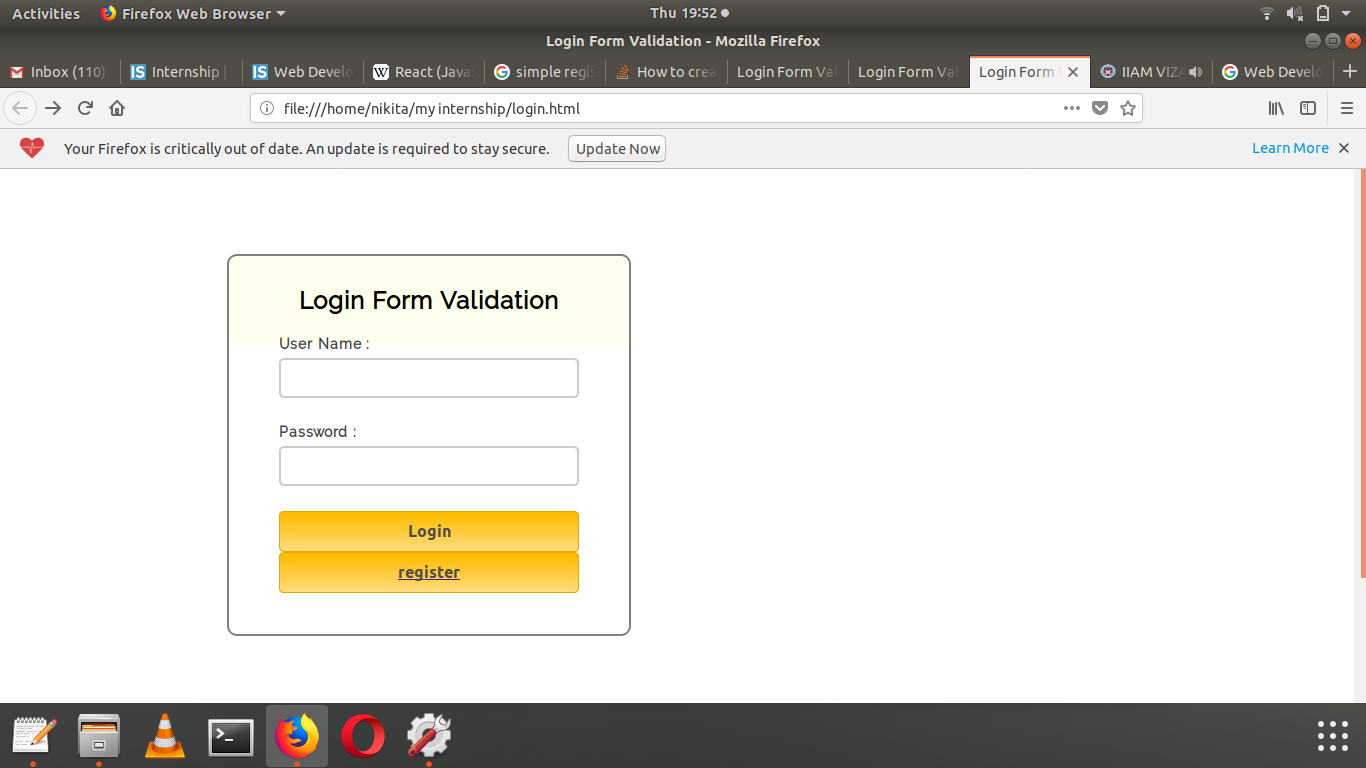 Activities Firefox Web Browser Thu 19:52
Login Form Validation - Mozilla Firefox
Inbox (110) Internship | Web Develo React (Java simple regis How to crea Login Form Val Login Form Val Login Form V IIAM VIZA Web Develo
file:///home/nikita/my internship/login.html
Your Firefox is critically out of date. An update is required to stay secure. Update Now Learn More
Login Form Validation
User Name :
Password :
Login
register